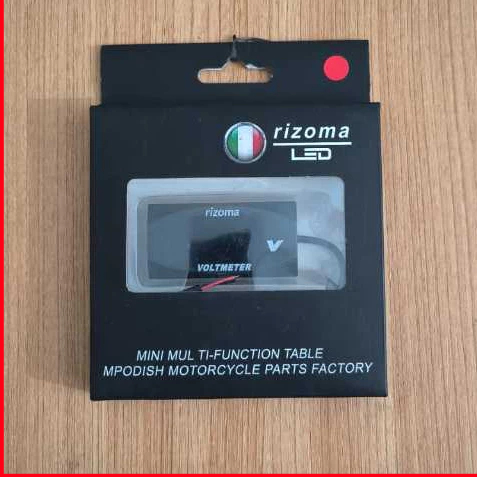 rizoma
LED
rizoma
V
VOLTMETER
MINI MUL TI-FUNCTION TABLE
MPODISH MOTORCYCLE PARTS FACTORY